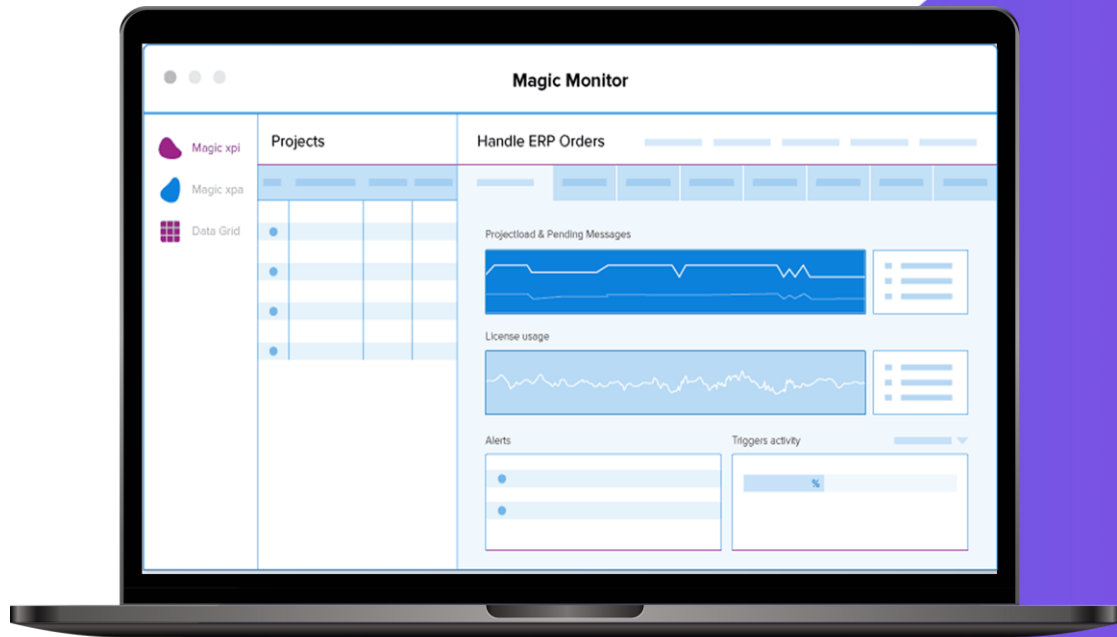 Magic Monitor
Magic xpi
Magic xpa
Data Grid
Projects
Handle ERP Orders
Projectload & Pending Messages
License usage
Alerts
Triggers activity
%